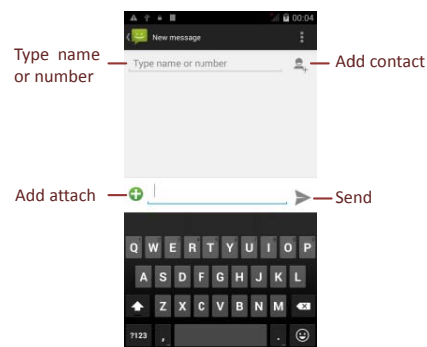 00:04
New message
Type name
or number
Type name or number
Add contact
Add attach
Send
Q W E R T Y U I O P
A S D F G H J K L
Z X C V B N M
?123 , .